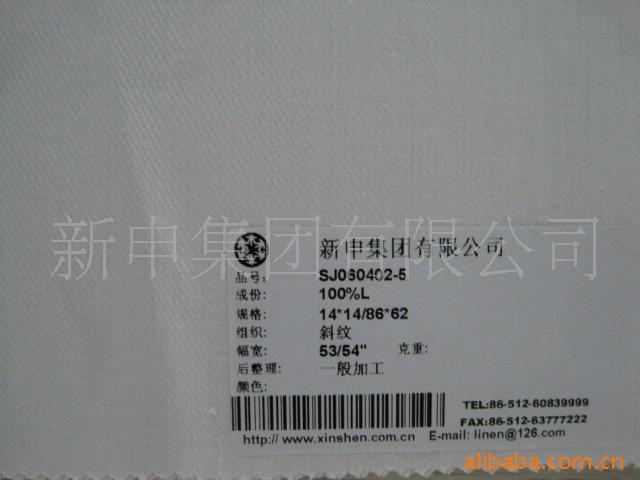 新申集团有限公司
新申集团有限公司
品号: SJ060402-5
成份: 100%L
规格: 14*14/86*62
组织: 斜纹
幅宽: 53/54" 克重:
后整理: 一般加工
颜色:
TEL:86-512-60839999
FAX:86-512-63777222
http://www.xinshen.com.cn E-mail: linen@126.com
alibaba.com.cn